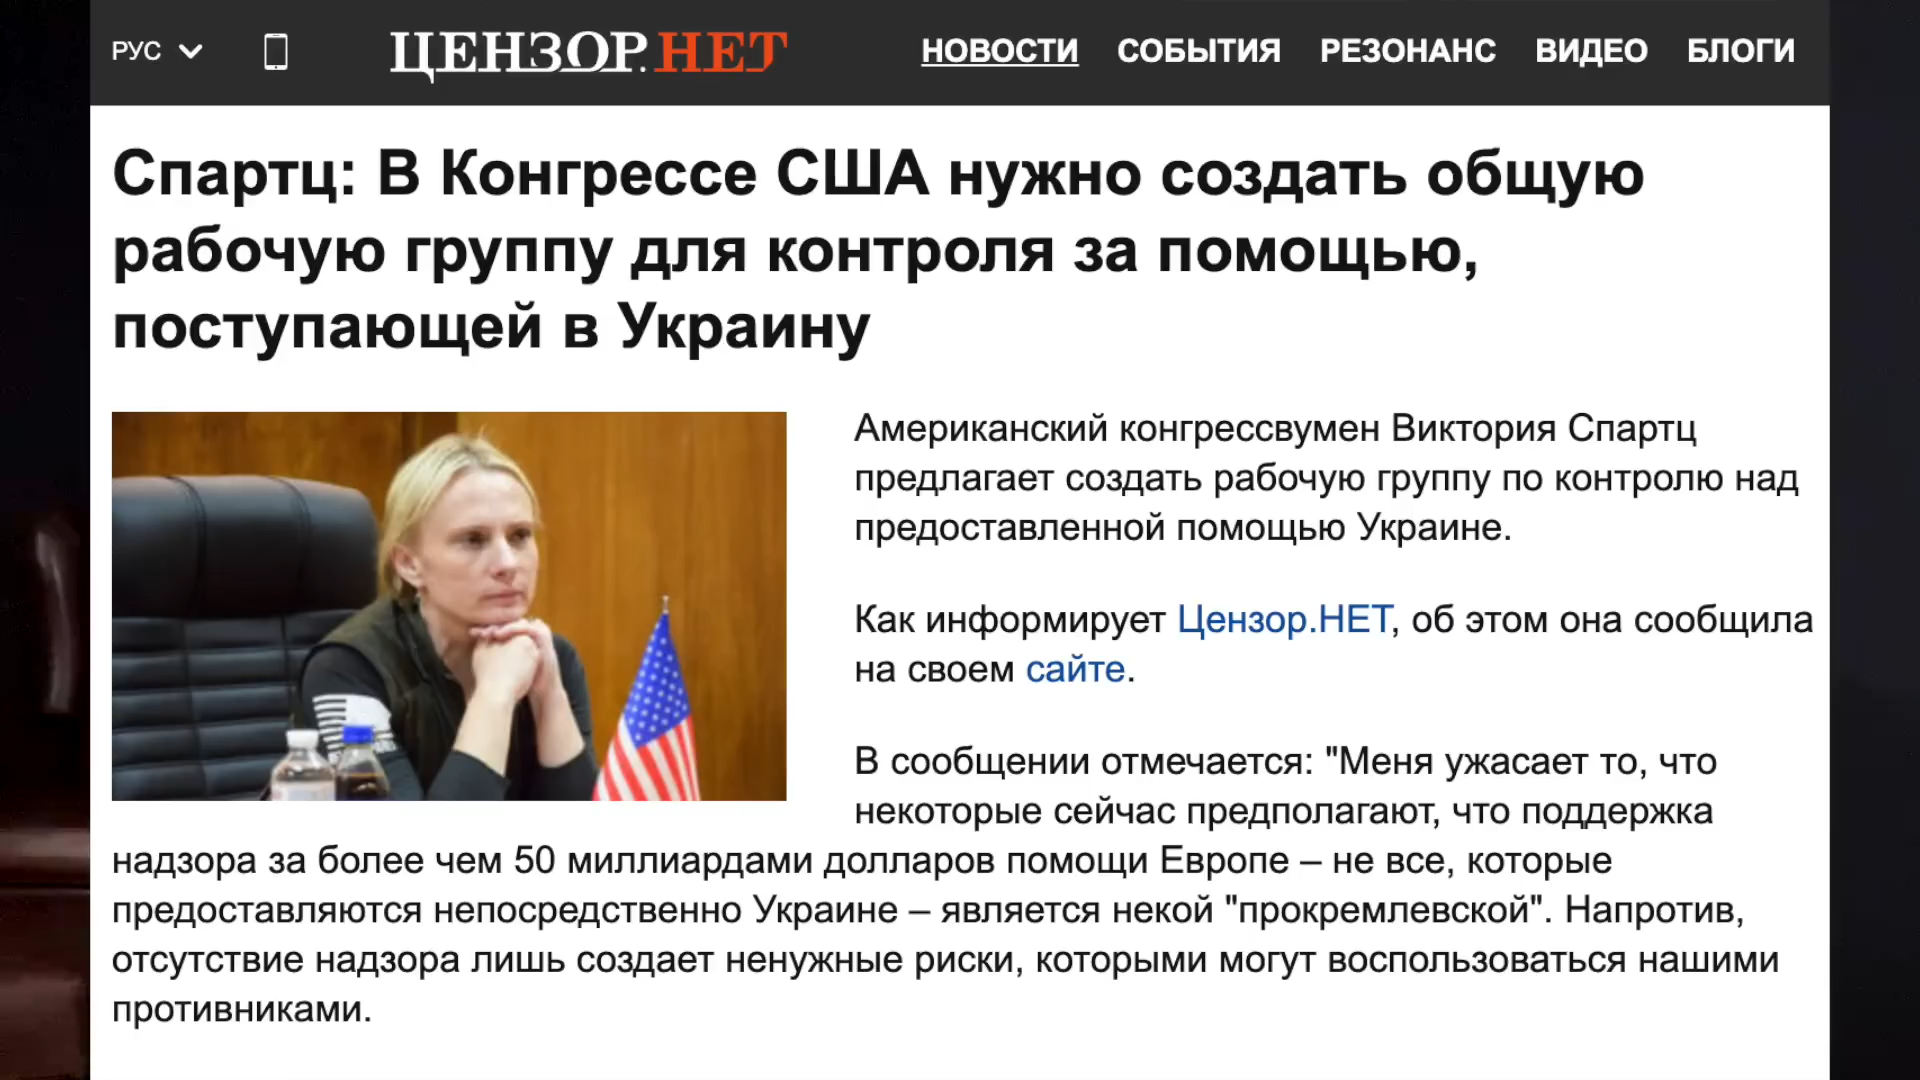 РУС
ЦЕНЗОР.НЕТ
НОВОСТИ СОБЫТИЯ РЕЗОНАНС ВИДЕО БЛОГИ
Спартц: В Конгрессе США нужно создать общую
рабочую группу для контроля за помощью,
поступающей в Украину
Американский конгрессвумен Виктория Спартц
предлагает создать рабочую группу по контролю над
предоставленной помощью Украине.
Как информирует Цензор.НЕТ, об этом она сообщила
на своем сайте.
В сообщении отмечается: "Меня ужасает то, что
некоторые сейчас предполагают, что поддержка
надзора за более чем 50 миллиардами долларов помощи Европе – не все, которые
предоставляются непосредственно Украине – является некой "прокремлевской". Напротив,
отсутствие надзора лишь создает ненужные риски, которыми могут воспользоваться нашими
противниками.